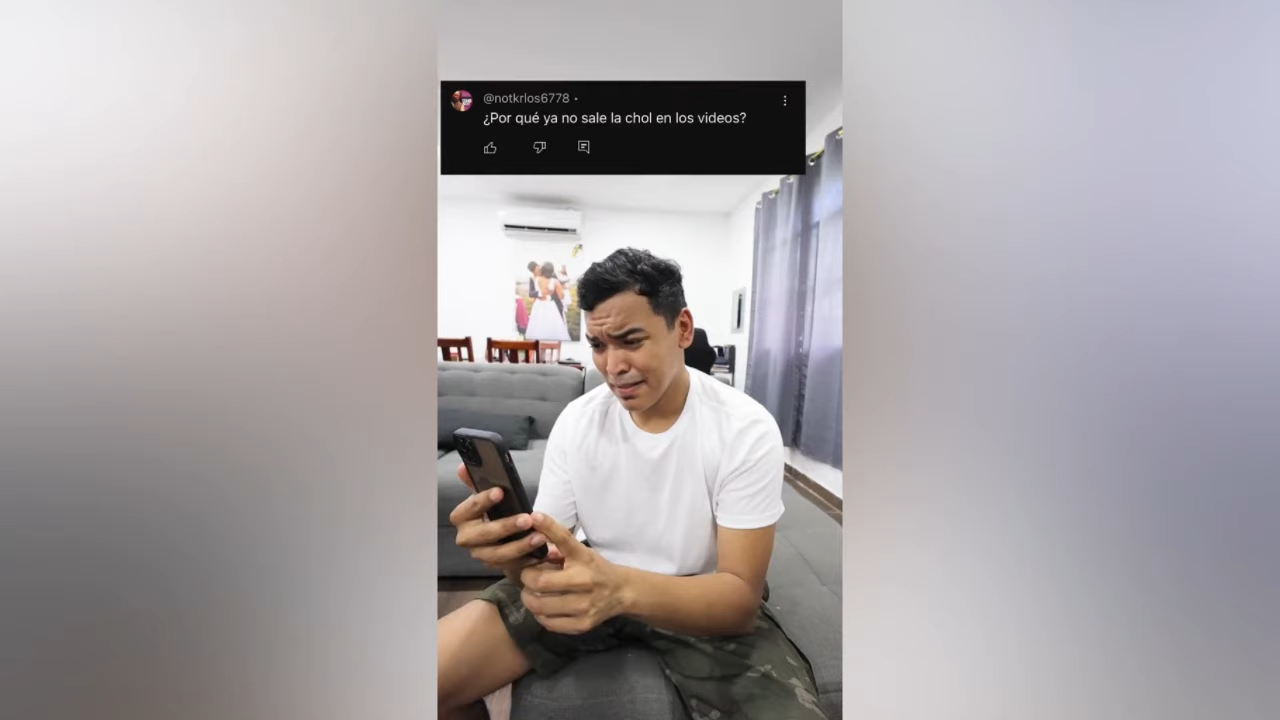 @notkrlos6778 •
¿Por qué ya no sale la chol en los videos?